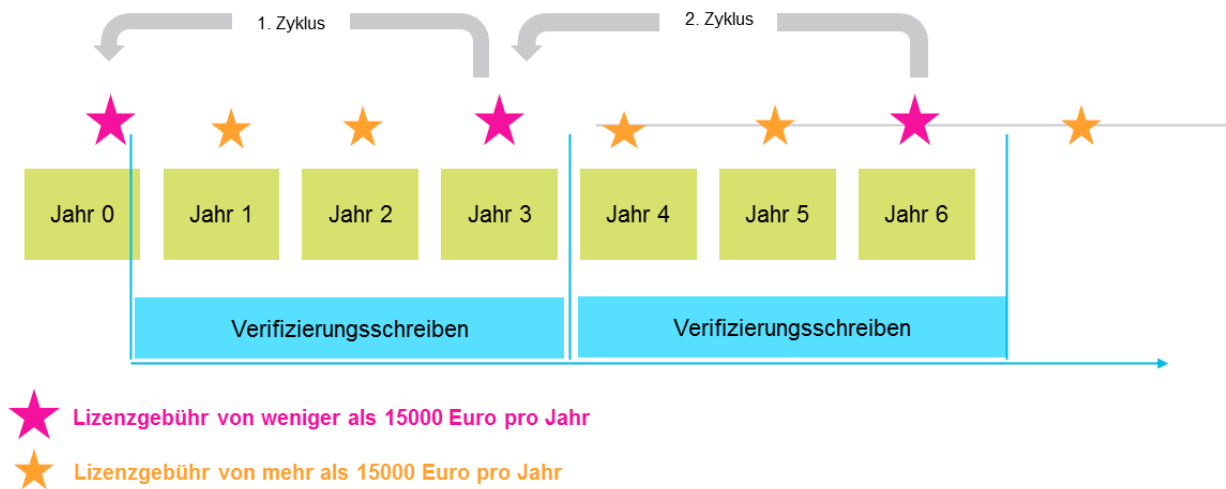 1. Zyklus
2. Zyklus
Jahr 0
Jahr 1
Jahr 2
Jahr 3
Jahr 4
Jahr 5
Jahr 6
Verifizierungsschreiben
Verifizierungsschreiben
Lizenzgebühr von weniger als 15000 Euro pro Jahr
Lizenzgebühr von mehr als 15000 Euro pro Jahr